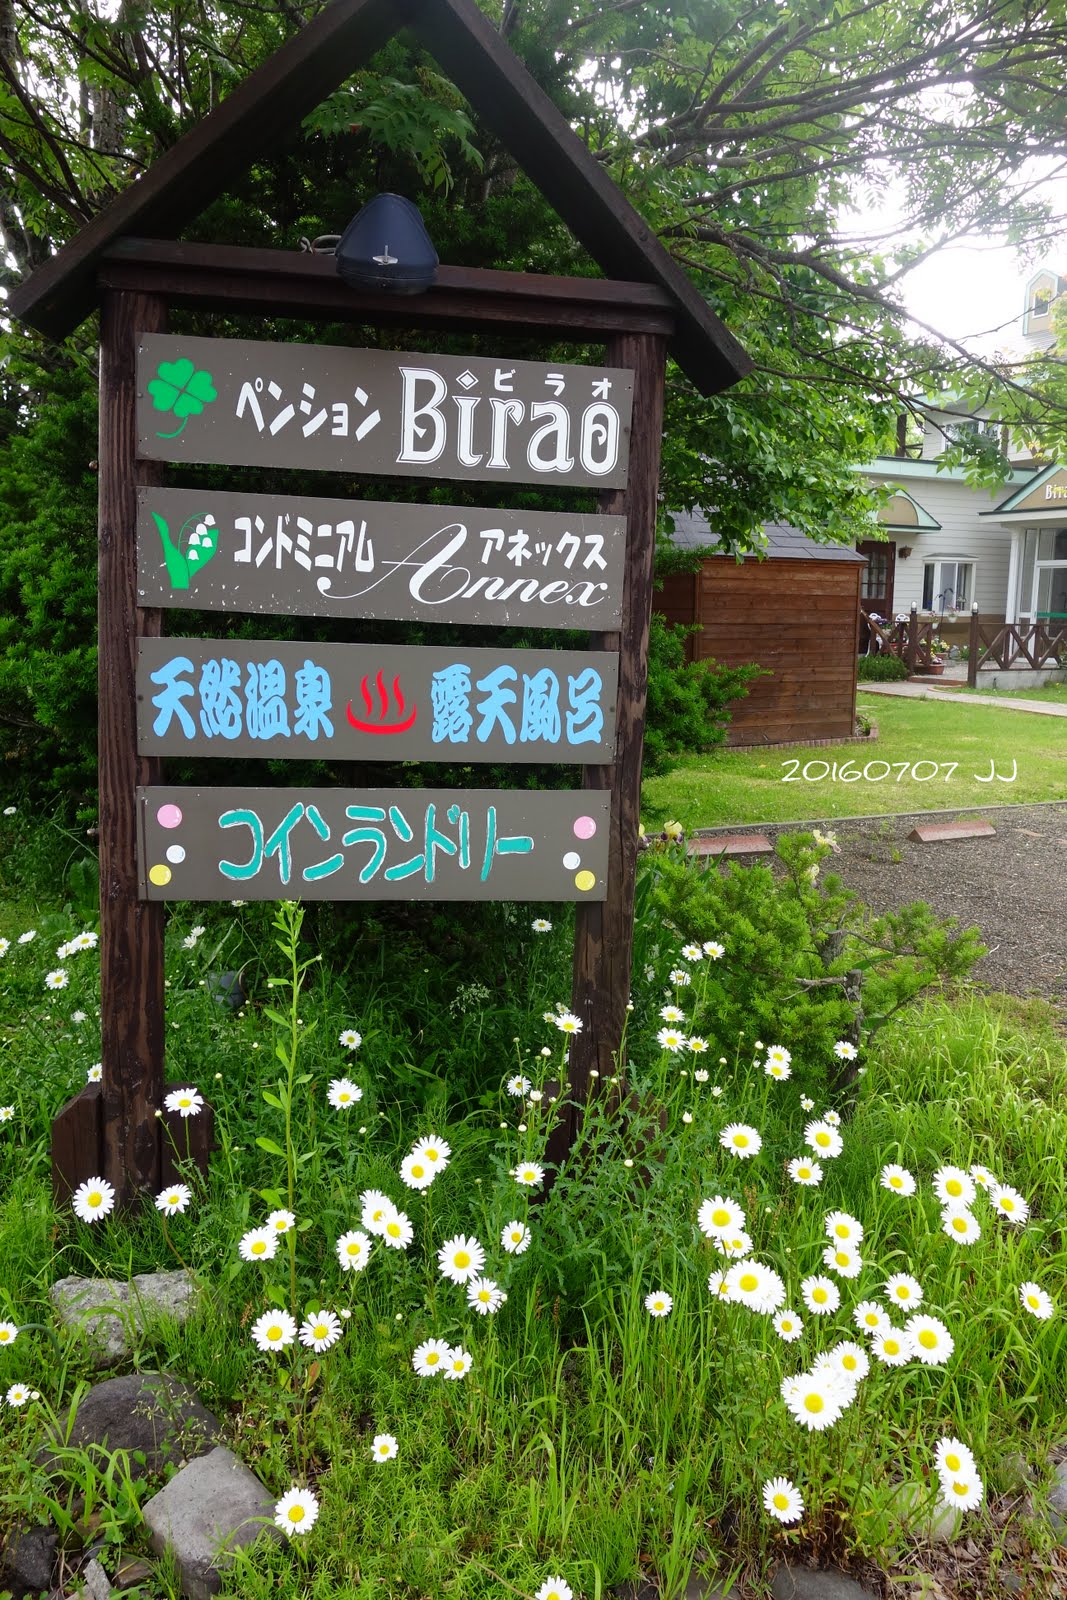 ペンション Birao
ビラオ
コンドミニアム Annex
アネックス
天然温泉 ♨ 露天風呂
コインランドリー
20160707 JJ